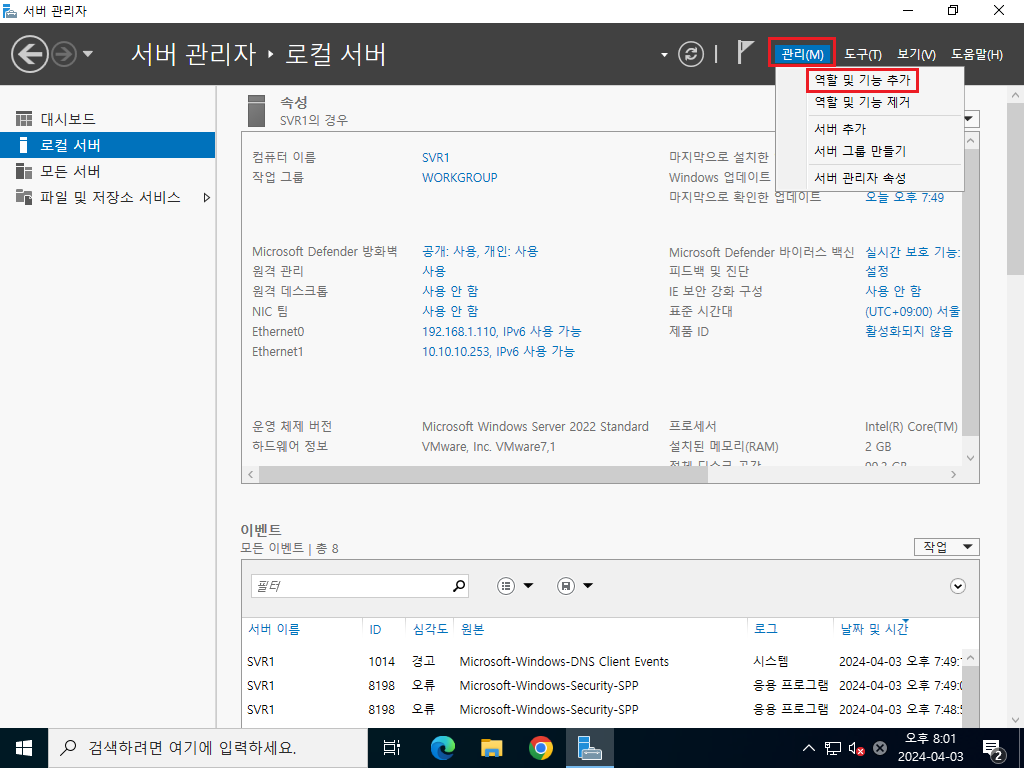 서버 관리자
서버 관리자 ‣ 로컬 서버
관리(M) 도구(T) 보기(V) 도움말(H)
역할 및 기능 추가
역할 및 기능 제거
서버 추가
서버 그룹 만들기
서버 관리자 속성
대시보드
로컬 서버
모든 서버
파일 및 저장소 서비스
속성
SVR1의 경우
컴퓨터 이름 SVR1 마지막으로 설치한
작업 그룹 WORKGROUP Windows 업데이트
마지막으로 확인한 업데이트 오늘 오후 7:49
Microsoft Defender 방화벽 공개: 사용, 개인: 사용 Microsoft Defender 바이러스 백신 실시간 보호 기능:
원격 관리 사용 피드백 및 진단 설정
원격 데스크톱 사용 안 함 IE 보안 강화 구성 사용 안 함
NIC 팀 사용 안 함 표준 시간대 (UTC+09:00) 서울
Ethernet0 192.168.1.110, IPv6 사용 가능 제품 ID 활성화되지 않음
Ethernet1 10.10.10.253, IPv6 사용 가능
운영 체제 버전 Microsoft Windows Server 2022 Standard 프로세서 Intel(R) Core(TM)
하드웨어 정보 VMware, Inc. VMware7,1 설치된 메모리(RAM) 2 GB
이벤트
모든 이벤트 | 총 8
작업
필터
서버 이름 ID 심각도 원본 로그 날짜 및 시간
SVR1 1014 경고 Microsoft-Windows-DNS Client Events 시스템 2024-04-03 오후 7:49:
SVR1 8198 오류 Microsoft-Windows-Security-SPP 응용 프로그램 2024-04-03 오후 7:49:
SVR1 8198 오류 Microsoft-Windows-Security-SPP 응용 프로그램 2024-04-03 오후 7:48:
검색하려면 여기에 입력하세요.
오후 8:01
2024-04-03
2